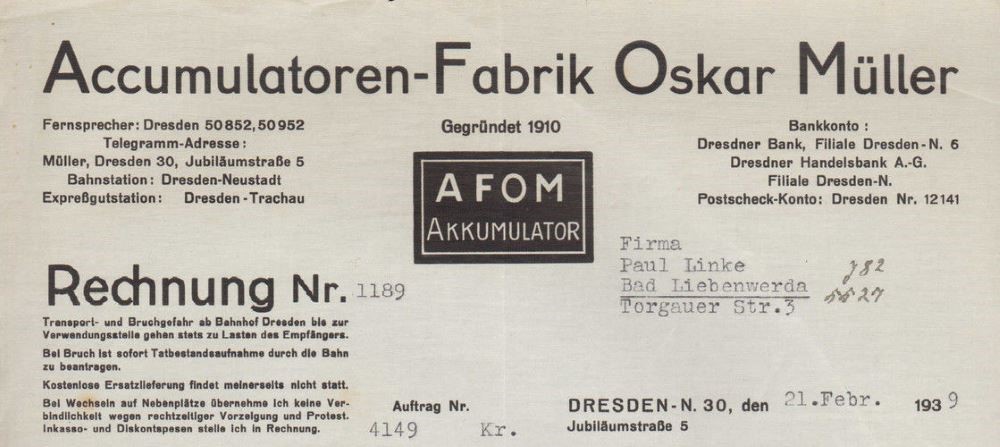 Accumulatoren-Fabrik Oskar Müller
Fernsprecher: Dresden 50852, 50952
Telegramm-Adresse:
Müller, Dresden 30, Jubiläumstraße 5
Bahnstation: Dresden-Neustadt
Expreßgutstation: Dresden-Trachau
Gegründet 1910
AFOM
AKKUMULATOR
Bankkonto:
Dresdner Bank, Filiale Dresden-N. 6
Dresdner Handelsbank A.-G.
Filiale Dresden-N.
Postscheck-Konto: Dresden Nr. 12141
Firma
Paul Linke
Bad Liebenwerda
Torgauer Str.3
782
5527
Rechnung Nr. 1189
Transport- und Bruchgefahr ab Bahnhof Dresden bis zur
Verwendungsstelle gehen stets zu Lasten des Empfängers.
Bei Bruch ist sofort Tatbestandsaufnahme durch die Bahn
zu beantragen.
Kostenlose Ersatzlieferung findet meinerseits nicht statt.
Bei Wechseln auf Nebenplätze übernehme ich keine Ver-
bindlichkeit wegen rechtzeitiger Vorzeigung und Protest.
Inkasso- und Diskontspesen stelle ich in Rechnung.
Auftrag Nr.
4149 Kr.
DRESDEN-N. 30, den 21.Febr. 1939
Jubiläumstraße 5